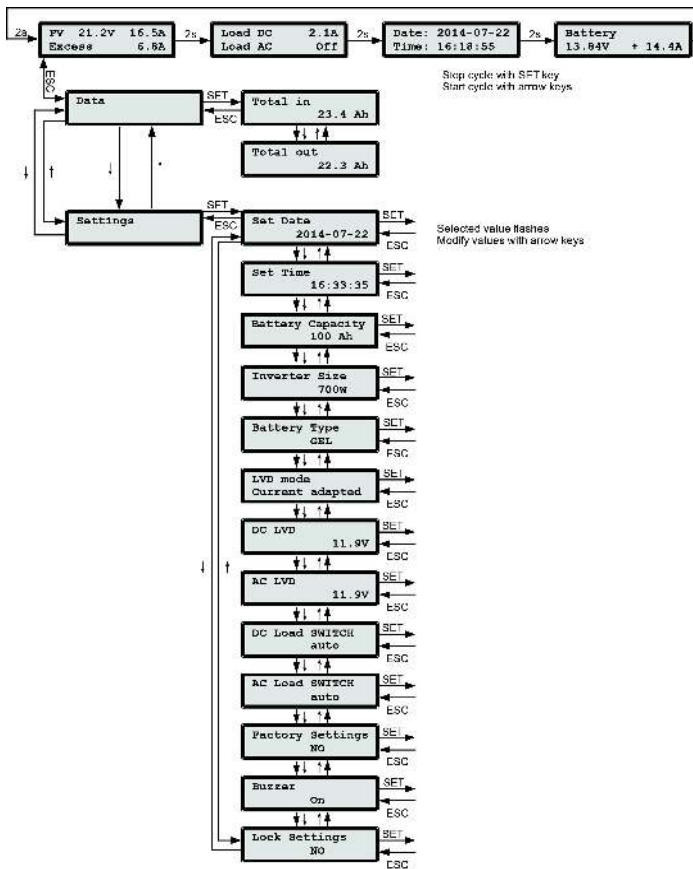 2s
PV 21.2V 16.5A
Excess 6.8A
2s
Load DC 2.1A
Load AC Off
2s
Date: 2014-07-22
Time: 16:18:55
2s
Battery
13.84V + 14.4A
Stop cycle with SET key
Start cycle with arrow keys
ESC
Data
SET
ESC
Total in
23.4 Ah
↓ ↑
Total out
22.3 Ah
↓ ↑
↓
Settings
SET
ESC
Set Date
2014-07-22
SET
ESC
Selected value flashes
Modify values with arrow keys
↓ ↑
Set Time
16:33:35
SET
ESC
↓ ↑
Battery Capacity
100 Ah
SET
ESC
↓ ↑
Inverter Size
700W
SET
ESC
↓ ↑
Battery Type
GEL
SET
ESC
↓ ↑
LVD mode
Current adapted
SET
ESC
↓ ↑
DC LVD
11.9V
SET
ESC
↓ ↑
↓ ↑
AC LVD
11.9V
SET
ESC
↓ ↑
DC Load SWITCH
auto
SET
ESC
↓ ↑
AC Load SWITCH
auto
SET
ESC
↓ ↑
Factory Settings
NO
SET
ESC
↓ ↑
Buzzer
On
SET
ESC
↓ ↑
Lock Settings
NO
SET
ESC